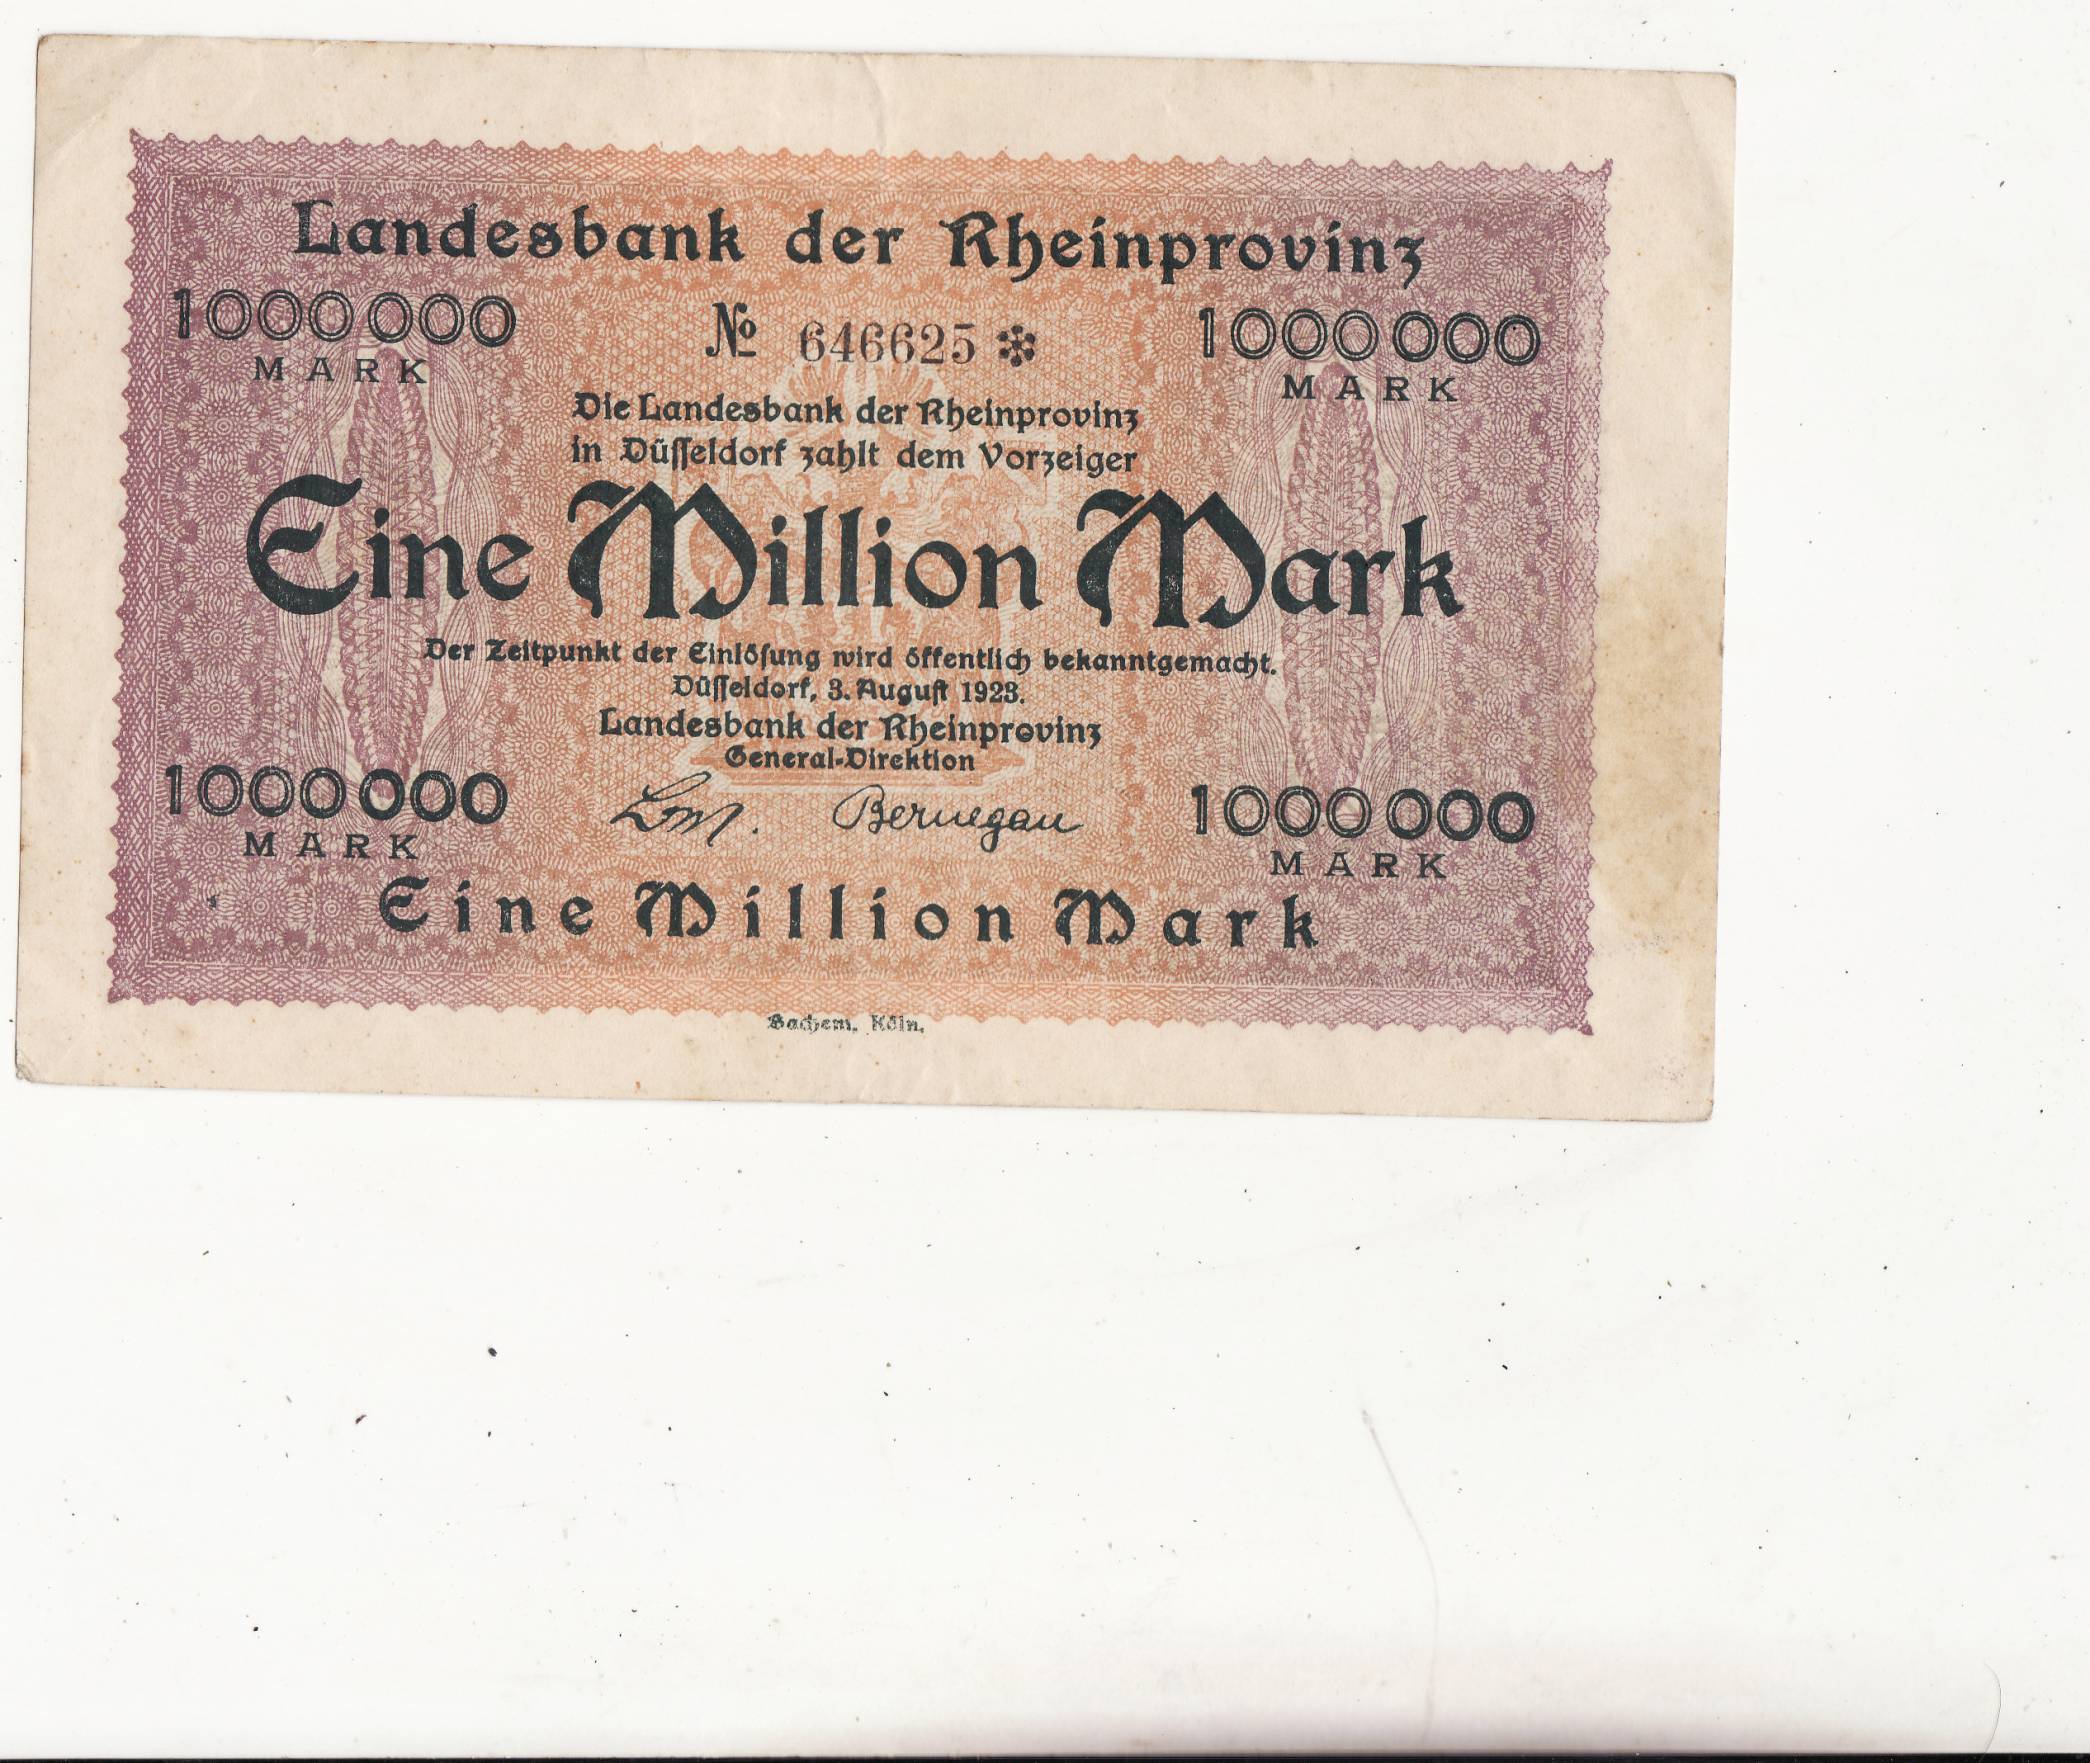 Landesbank der Rheinprovinz
1000000
MARK
№ 646625 *
1000000
MARK
Die Landesbank der Rheinprovinz
in Düſſeldorf zahlt dem Vorzeiger
Eine Million Mark
Der Zeitpunkt der Einlöſung wird öffentlich bekanntgemacht.
Düſſeldorf, 3. Auguſt 1923.
Landesbank der Rheinprovinz
General-Direktion
Bernegau
1000000
MARK
1000000
MARK
Eine Million Mark
Bachem, Köln.